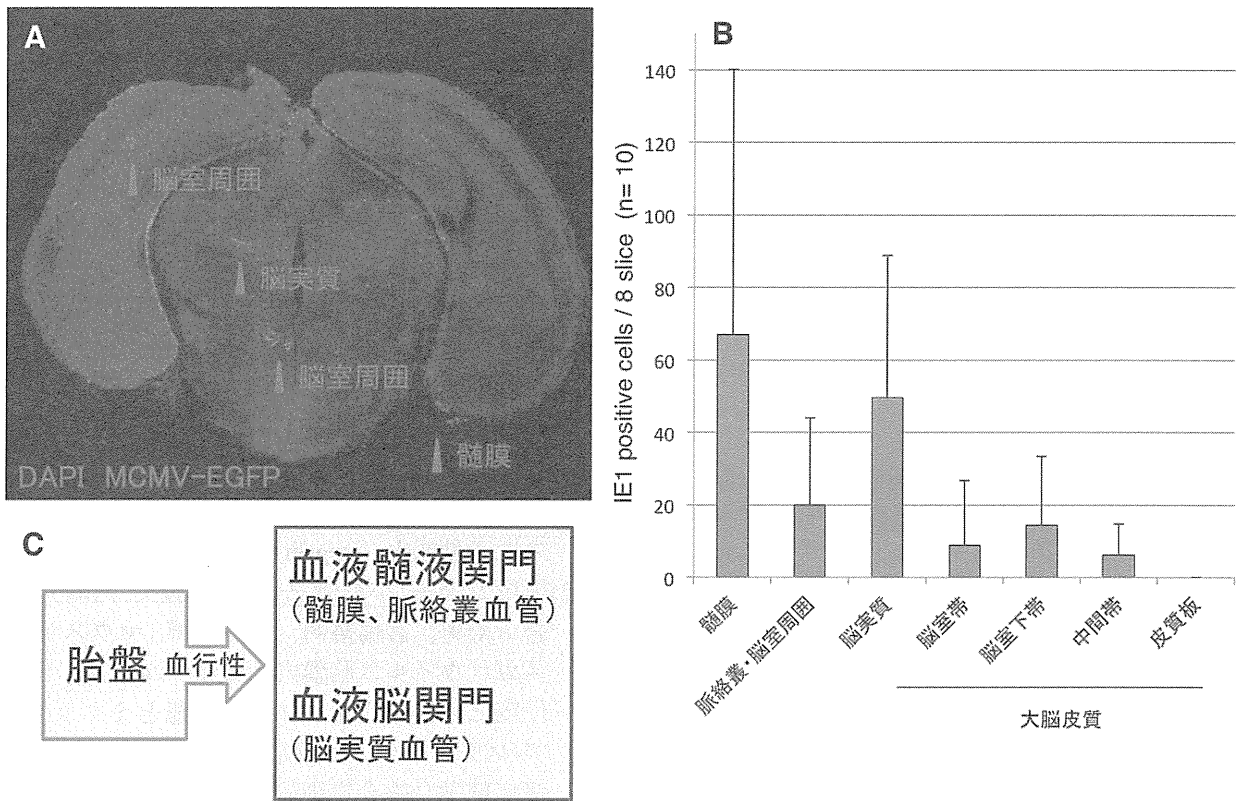 A
脳室周囲
脳実質
脳室周囲
髄膜
DAPI MCMV-EGFP
B
IE1 positive cells / 8 slice (n= 10)
140
120
100
80
60
40
20
0
髄膜
脈絡叢・脳室周囲
脳実質
脳室帯
脳室下帯
中間帯
皮質板
大脳皮質
C
胎盤
血行性
血液髄液関門
(髄膜、脈絡叢血管)
血液脳関門
(脳実質血管)